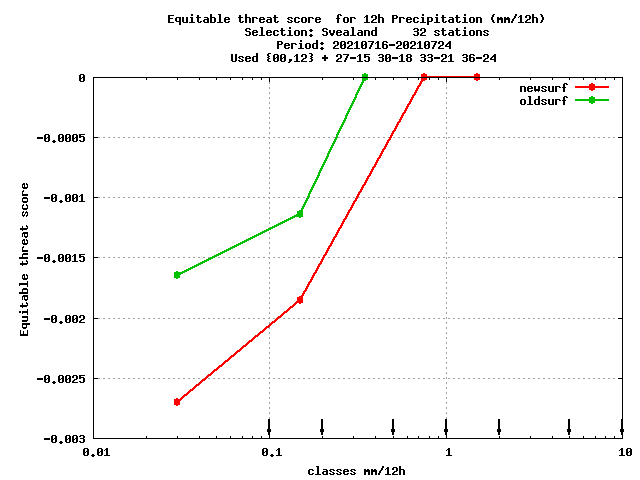 Equitable threat score  for 12h Precipitation (mm/12h)
Selection: Svealand     32 stations
Period: 20210716-20210724
Used {00,12} + 27-15 30-18 33-21 36-24
newsurf
oldsurf
0
-0.0005
-0.001
-0.0015
-0.002
-0.0025
-0.003
Equitable threat score
0.01
0.1
1
10
classes mm/12h